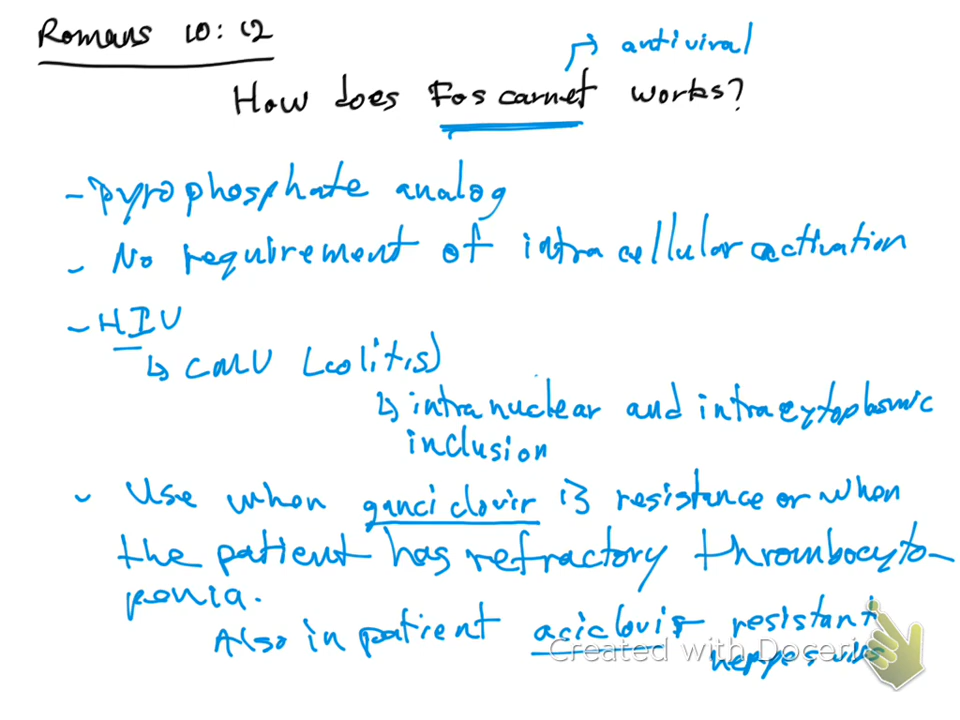 Romans 10:12
antiviral
How does Foscarnet works?
- Pyrophosphate analog
- No requirement of intracellular activation
- HIV
↳ CMV (colitis)
↳ intranuclear and intracytoplasmic
inclusion
- Use when ganciclovir is resistance or when
the patient has refractory thrombocyto-
penia.
Also in patient aciclovir resistant
herpes virus
Created with Doceri